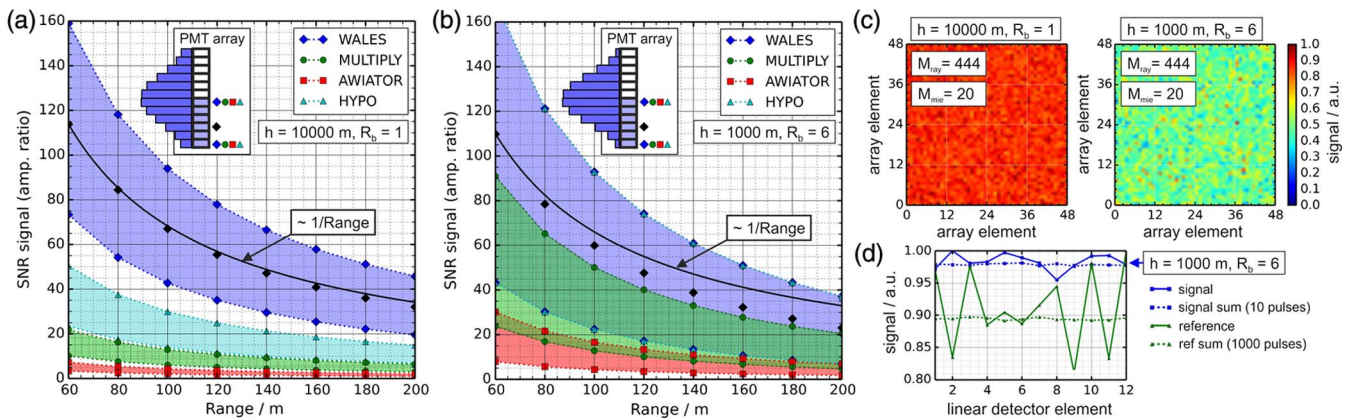 (a)
160
140
120
100
80
60
40
20
0
SNR signal (amp. ratio)
PMT array
WALES
MULTIPLY
AWIATOR
HYPO
h = 10000 m, R_b = 1
~ 1/Range
60 80 100 120 140 160 180 200
Range / m
(b)
160
140
120
100
80
60
40
20
0
SNR signal (amp. ratio)
PMT array
WALES
MULTIPLY
AWIATOR
HYPO
h = 1000 m, R_b = 6
~ 1/Range
60 80 100 120 140 160 180 200
Range / m
(c)
h = 10000 m, R_b = 1
48
36
24
12
0
array element
M_ray = 444
M_mie = 20
0 12 24 36 48
array element
h = 1000 m, R_b = 6
48
36
24
12
0
array element
M_ray = 444
M_mie = 20
0 12 24 36 48
array element
1.0
0.9
0.8
0.7
0.6
0.5
0.4
0.3
0.2
0.1
0.0
signal / a.u.
(d)
1.00
0.95
0.90
0.85
0.80
signal / a.u.
2 4 6 8 10 12
linear detector element
h = 1000 m, R_b = 6
signal
signal sum (10 pulses)
reference
ref sum (1000 pulses)